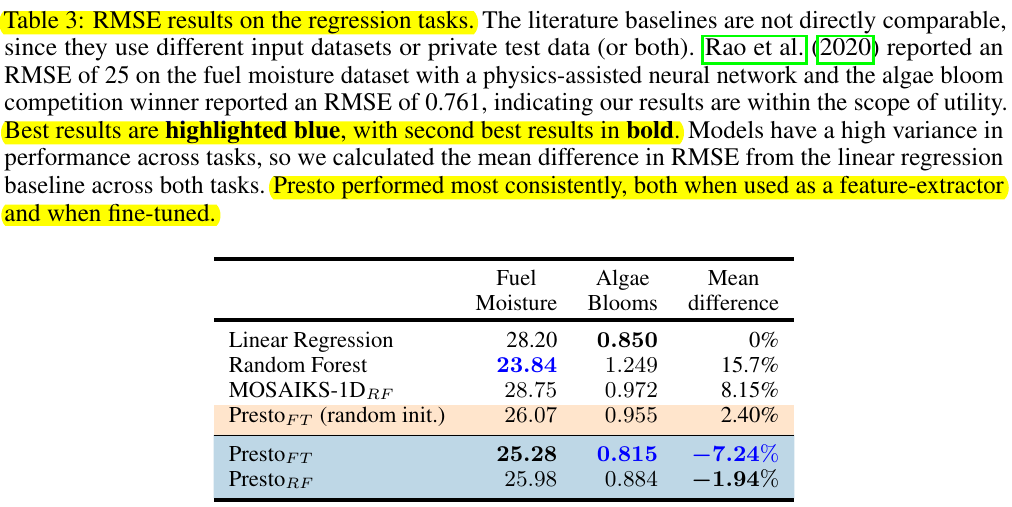 Table 3: RMSE results on the regression tasks. The literature baselines are not directly comparable,
since they use different input datasets or private test data (or both). Rao et al. (2020) reported an
RMSE of 25 on the fuel moisture dataset with a physics-assisted neural network and the algae bloom
competition winner reported an RMSE of 0.761, indicating our results are within the scope of utility.
Best results are highlighted blue, with second best results in bold. Models have a high variance in
performance across tasks, so we calculated the mean difference in RMSE from the linear regression
baseline across both tasks. Presto performed most consistently, both when used as a feature-extractor
and when fine-tuned.
Fuel Algae Mean
Moisture Blooms difference
Linear Regression 28.20 0.850 0%
Random Forest 23.84 1.249 15.7%
MOSAIKS-1D_RF 28.75 0.972 8.15%
Presto_FT (random init.) 26.07 0.955 2.40%
Presto_FT 25.28 0.815 −7.24%
Presto_RF 25.98 0.884 −1.94%